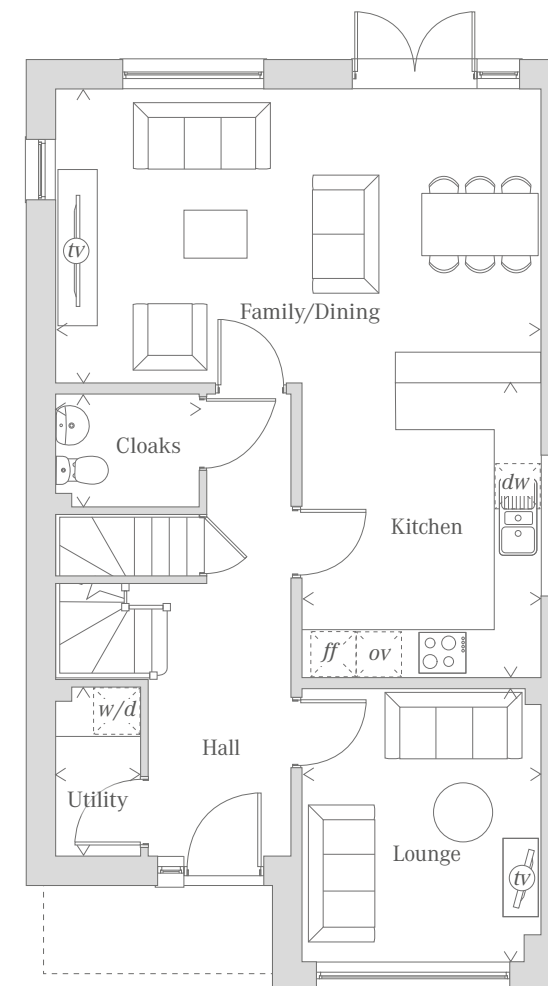 tv
Family/Dining
Cloaks
dw
Kitchen
ff
ov
w/d
Hall
Utility
Lounge
tv